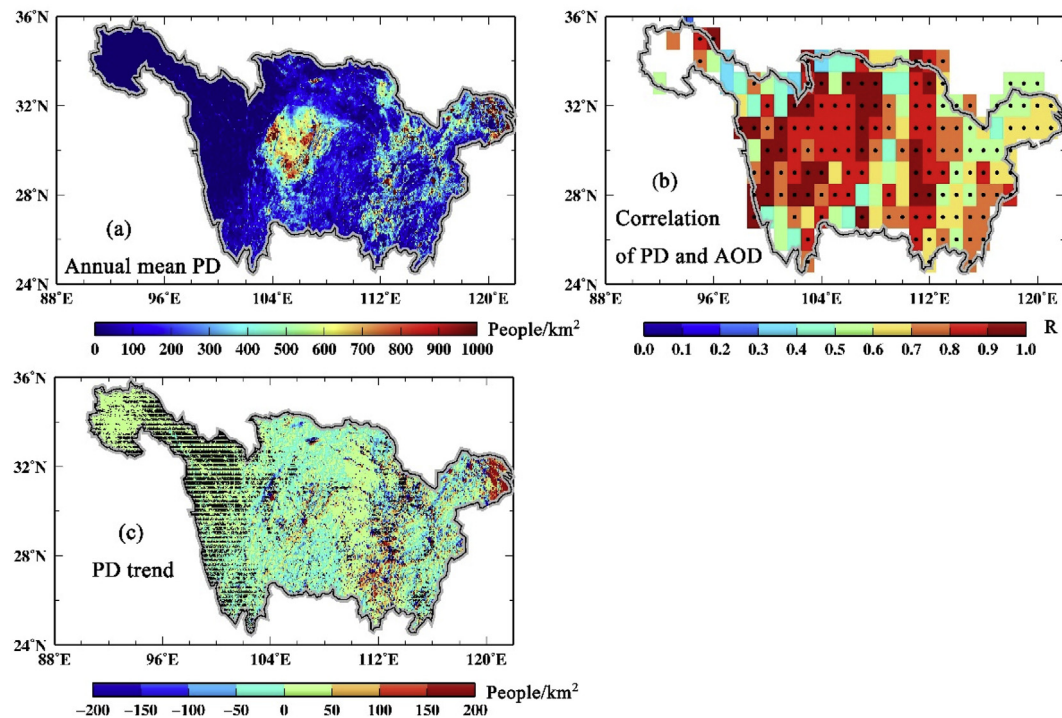 36°N
32°N
28°N
24°N
(a)
Annual mean PD
88°E 96°E 104°E 112°E 120°E
People/km²
0 100 200 300 400 500 600 700 800 900 1000
36°N
32°N
28°N
24°N
(b)
Correlation
of PD and AOD
88°E 96°E 104°E 112°E 120°E
R
0.0 0.1 0.2 0.3 0.4 0.5 0.6 0.7 0.8 0.9 1.0
36°N
32°N
28°N
24°N
(c)
PD trend
88°E 96°E 104°E 112°E 120°E
People/km²
−200 −150 −100 −50 0 50 100 150 200